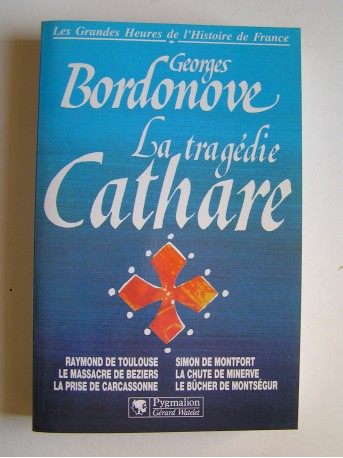 Les Grandes Heures de l'Histoire de France
Georges
Bordonove
La tragédie
Cathare
RAYMOND DE TOULOUSE
LE MASSACRE DE BEZIERS
LA PRISE DE CARCASSONNE
SIMON DE MONTFORT
LA CHUTE DE MINERVE
LE BÛCHER DE MONTSÉGUR
Pygmalion
Gérard Watelet